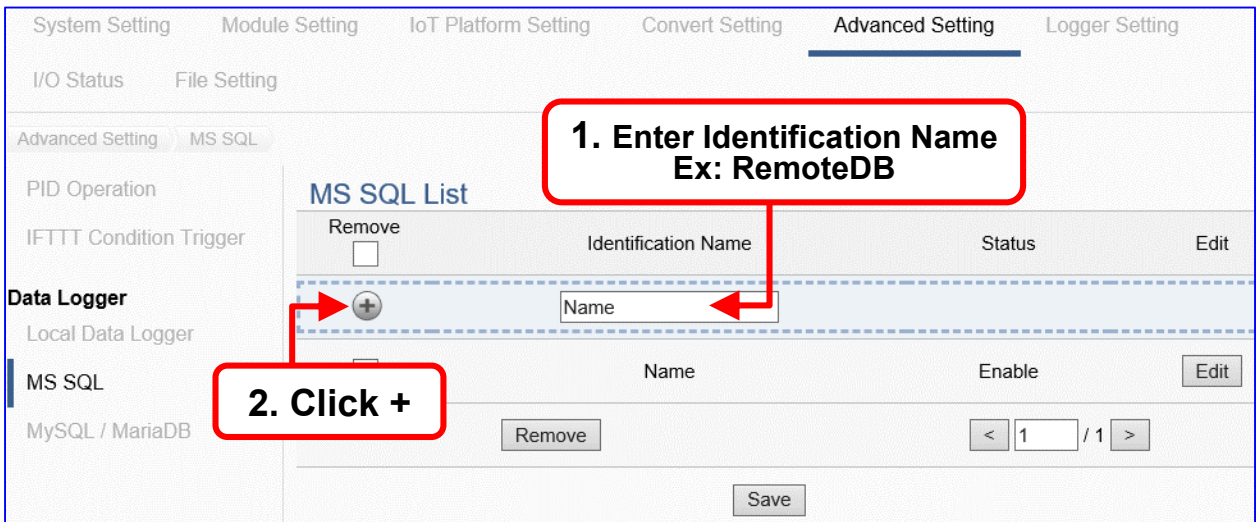 System Setting Module Setting IoT Platform Setting Convert Setting Advanced Setting Logger Setting
I/O Status File Setting
Advanced Setting MS SQL
1. Enter Identification Name
Ex: RemoteDB
PID Operation
IFTTT Condition Trigger
Data Logger
Local Data Logger
MS SQL
MySQL / MariaDB
MS SQL List
Remove Identification Name Status Edit
+ Name
2. Click +
Name Enable Edit
Remove < 1 / 1 >
Save